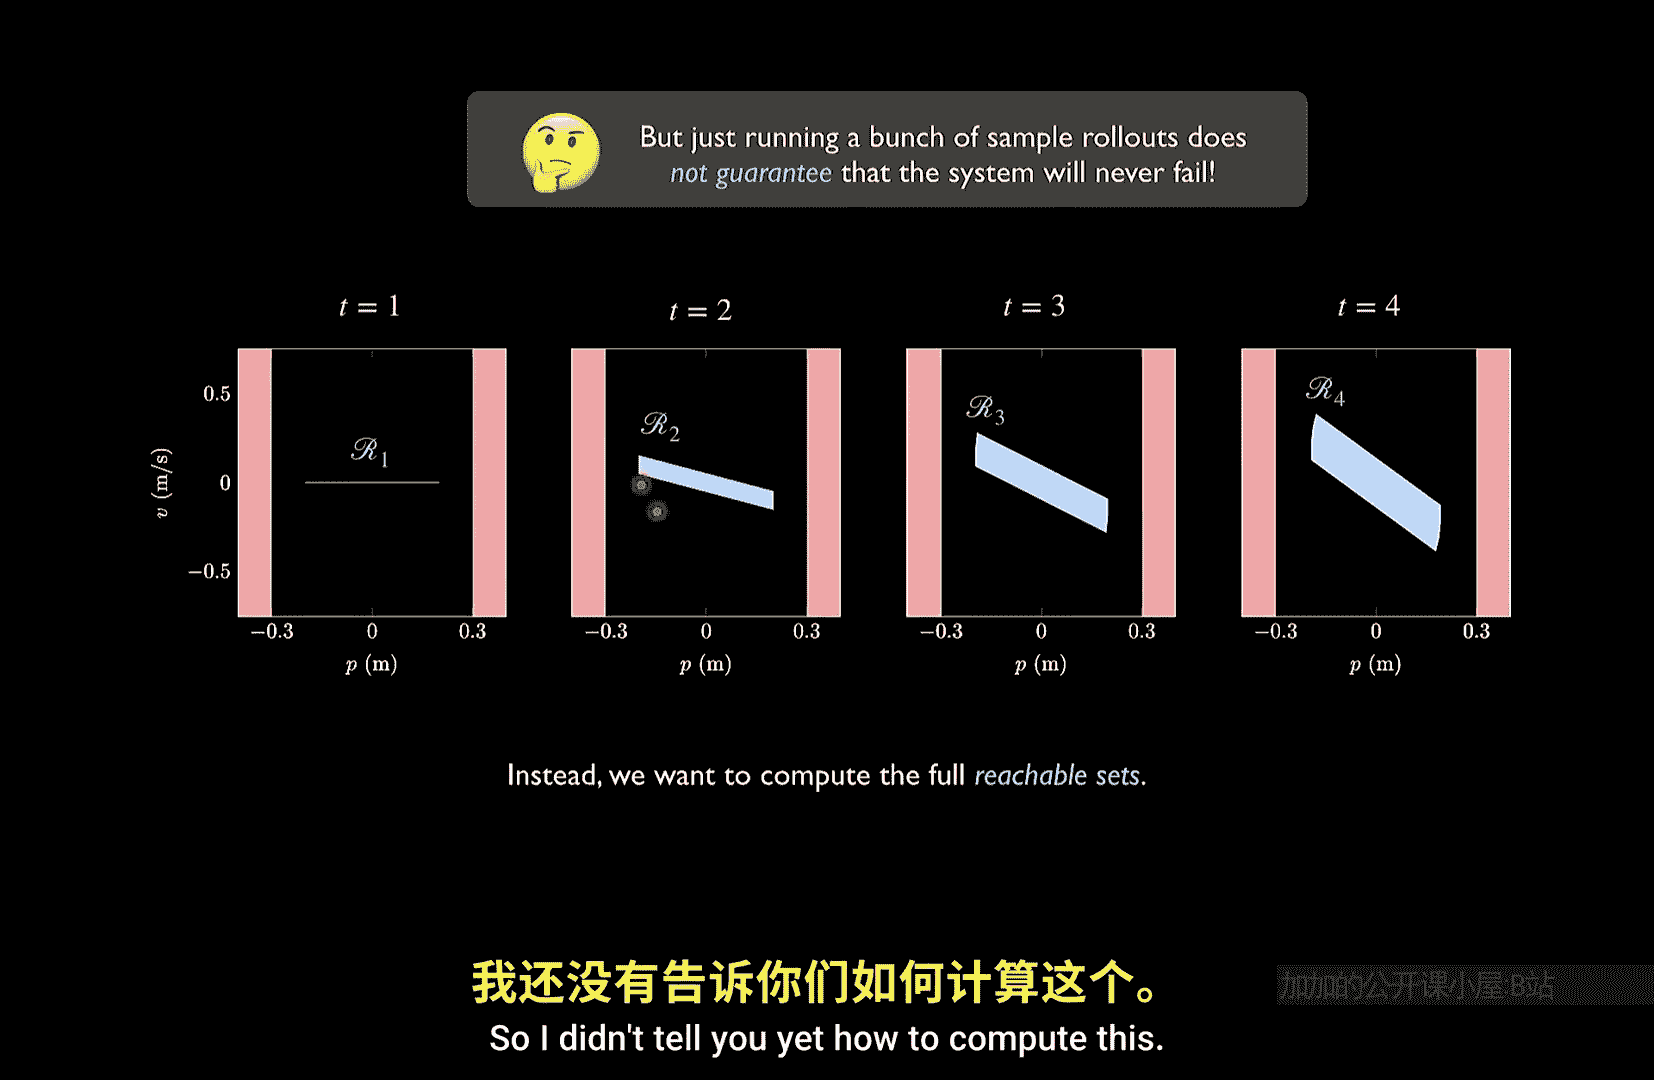 But just running a bunch of sample rollouts does
not guarantee that the system will never fail!
t = 1
t = 2
t = 3
t = 4
0.5
0
−0.5
v (m/s)
ℛ₁
ℛ₂
ℛ₃
ℛ₄
−0.3 0 0.3
−0.3 0 0.3
−0.3 0 0.3
−0.3 0 0.3
p (m)
p (m)
p (m)
p (m)
Instead, we want to compute the full reachable sets.
我还没有告诉你们如何计算这个。
加加的公开课小屋:B站
So I didn't tell you yet how to compute this.